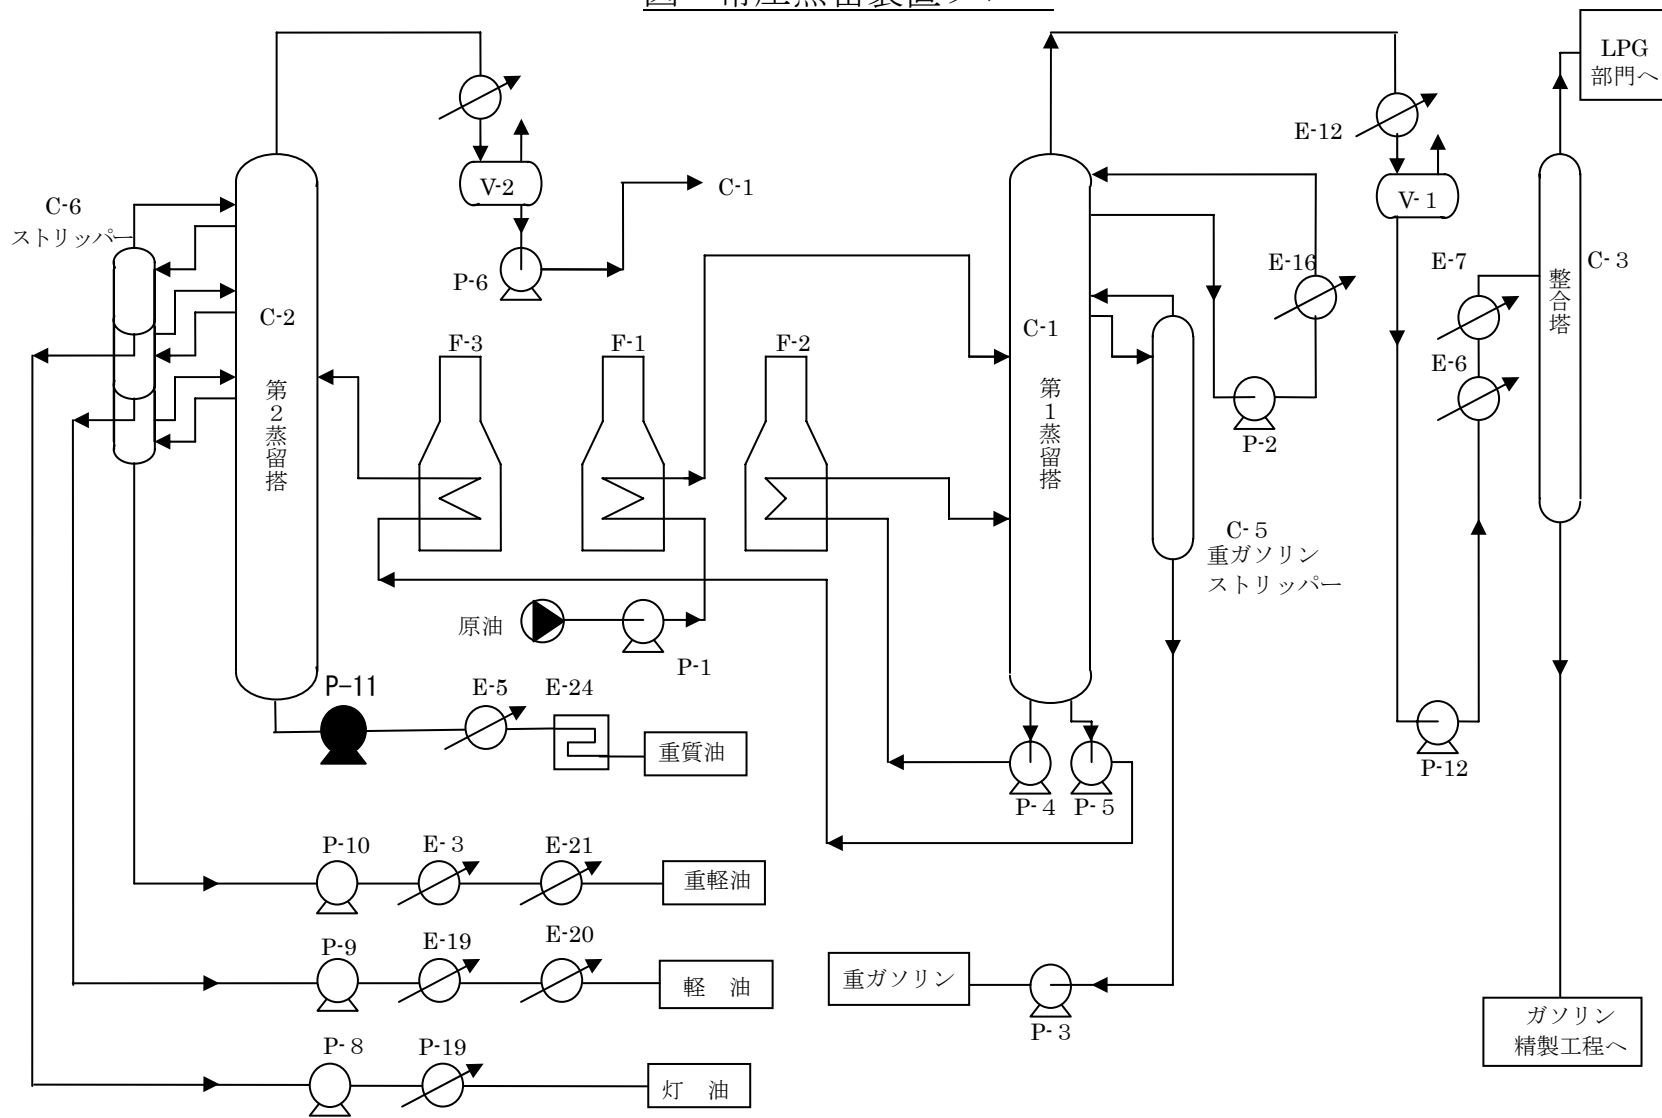 LPG
部門へ
E-12
V-2
C-1
V-1
C-6
ストリッパー
P-6
E-16
E-7
C-3
整合塔
C-2
F-3
F-1
F-2
C-1
E-6
第2蒸留搭
第1蒸留搭
P-2
C-5
重ガソリン
ストリッパー
原油
P-1
P-11
E-5
E-24
重質油
P-4
P-5
P-12
P-10
E-3
E-21
重軽油
P-9
E-19
E-20
軽 油
重ガソリン
P-3
ガソリン
精製工程へ
P-8
P-19
灯 油